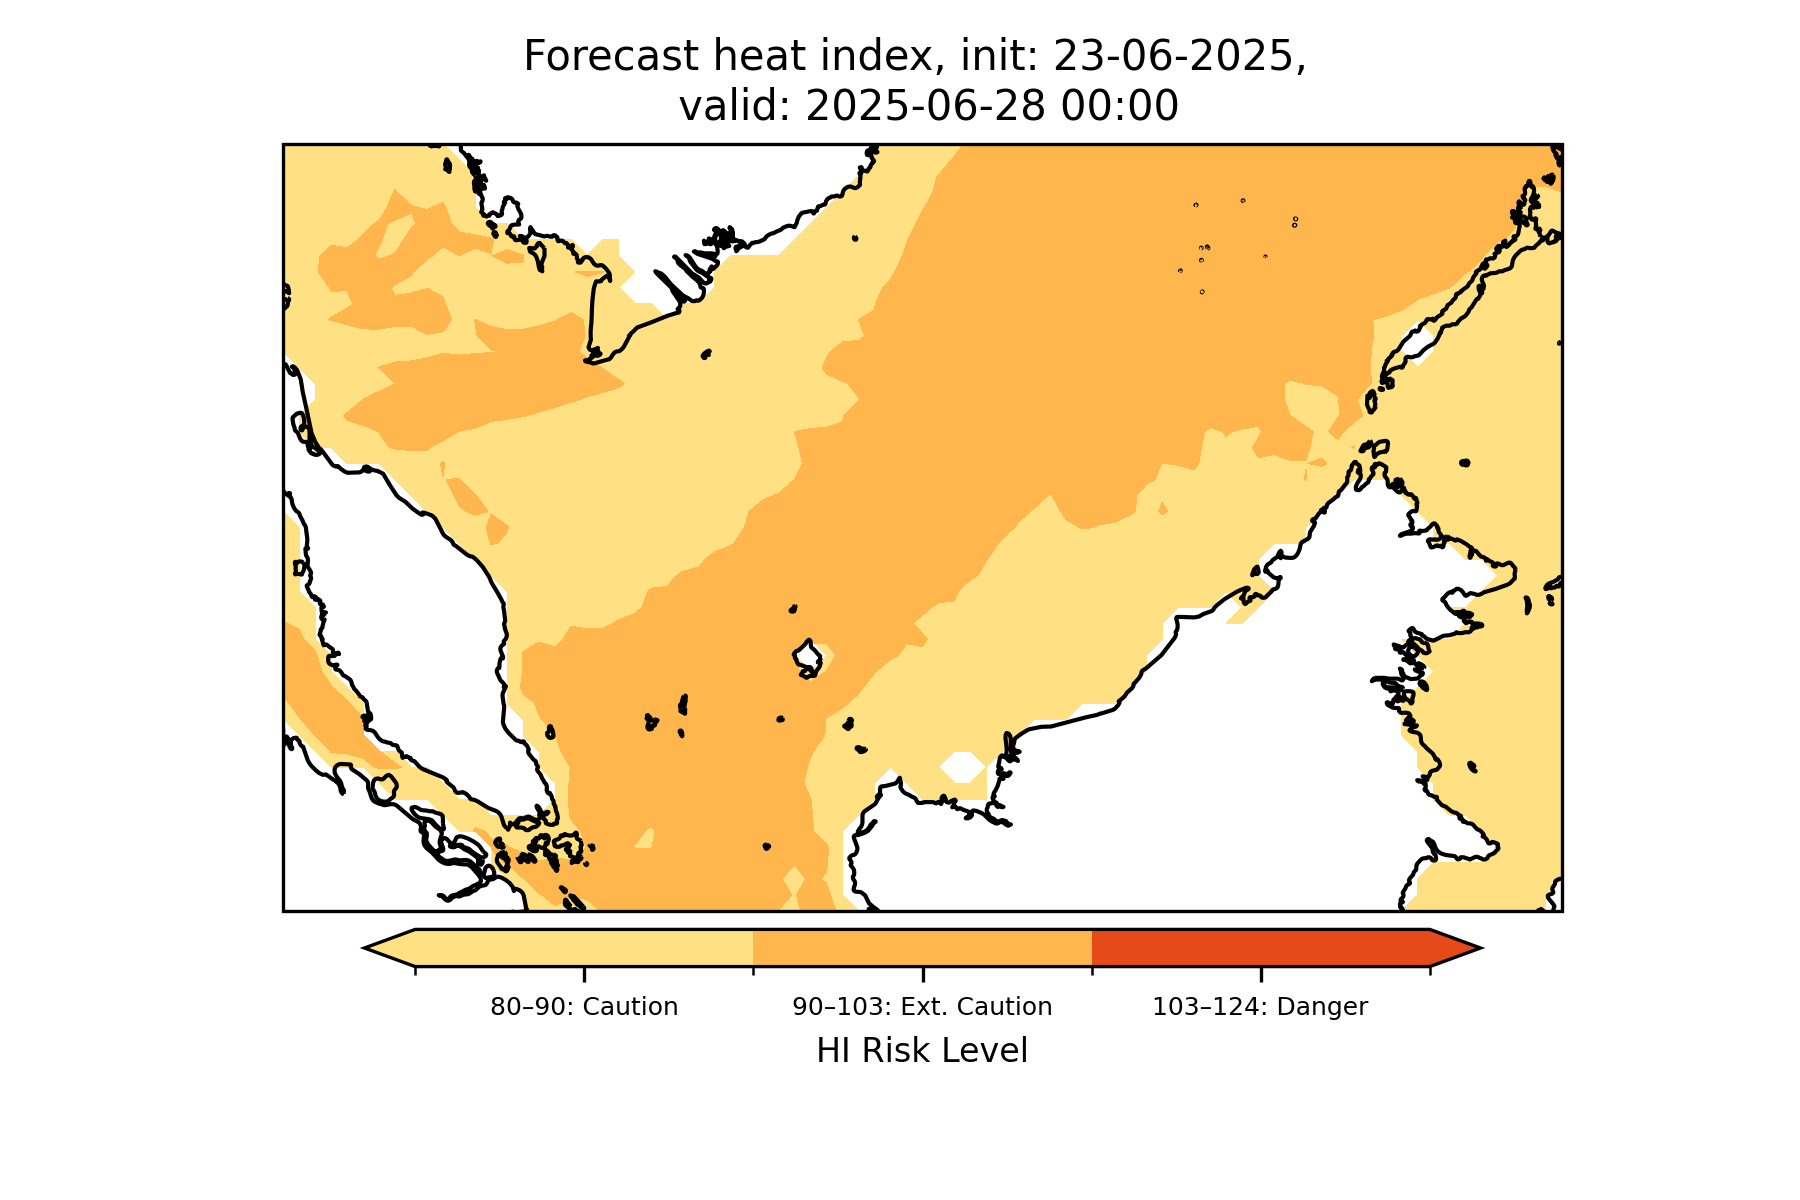 Forecast heat index, init: 23-06-2025,
valid: 2025-06-28 00:00
80–90: Caution
90–103: Ext. Caution
103–124: Danger
HI Risk Level